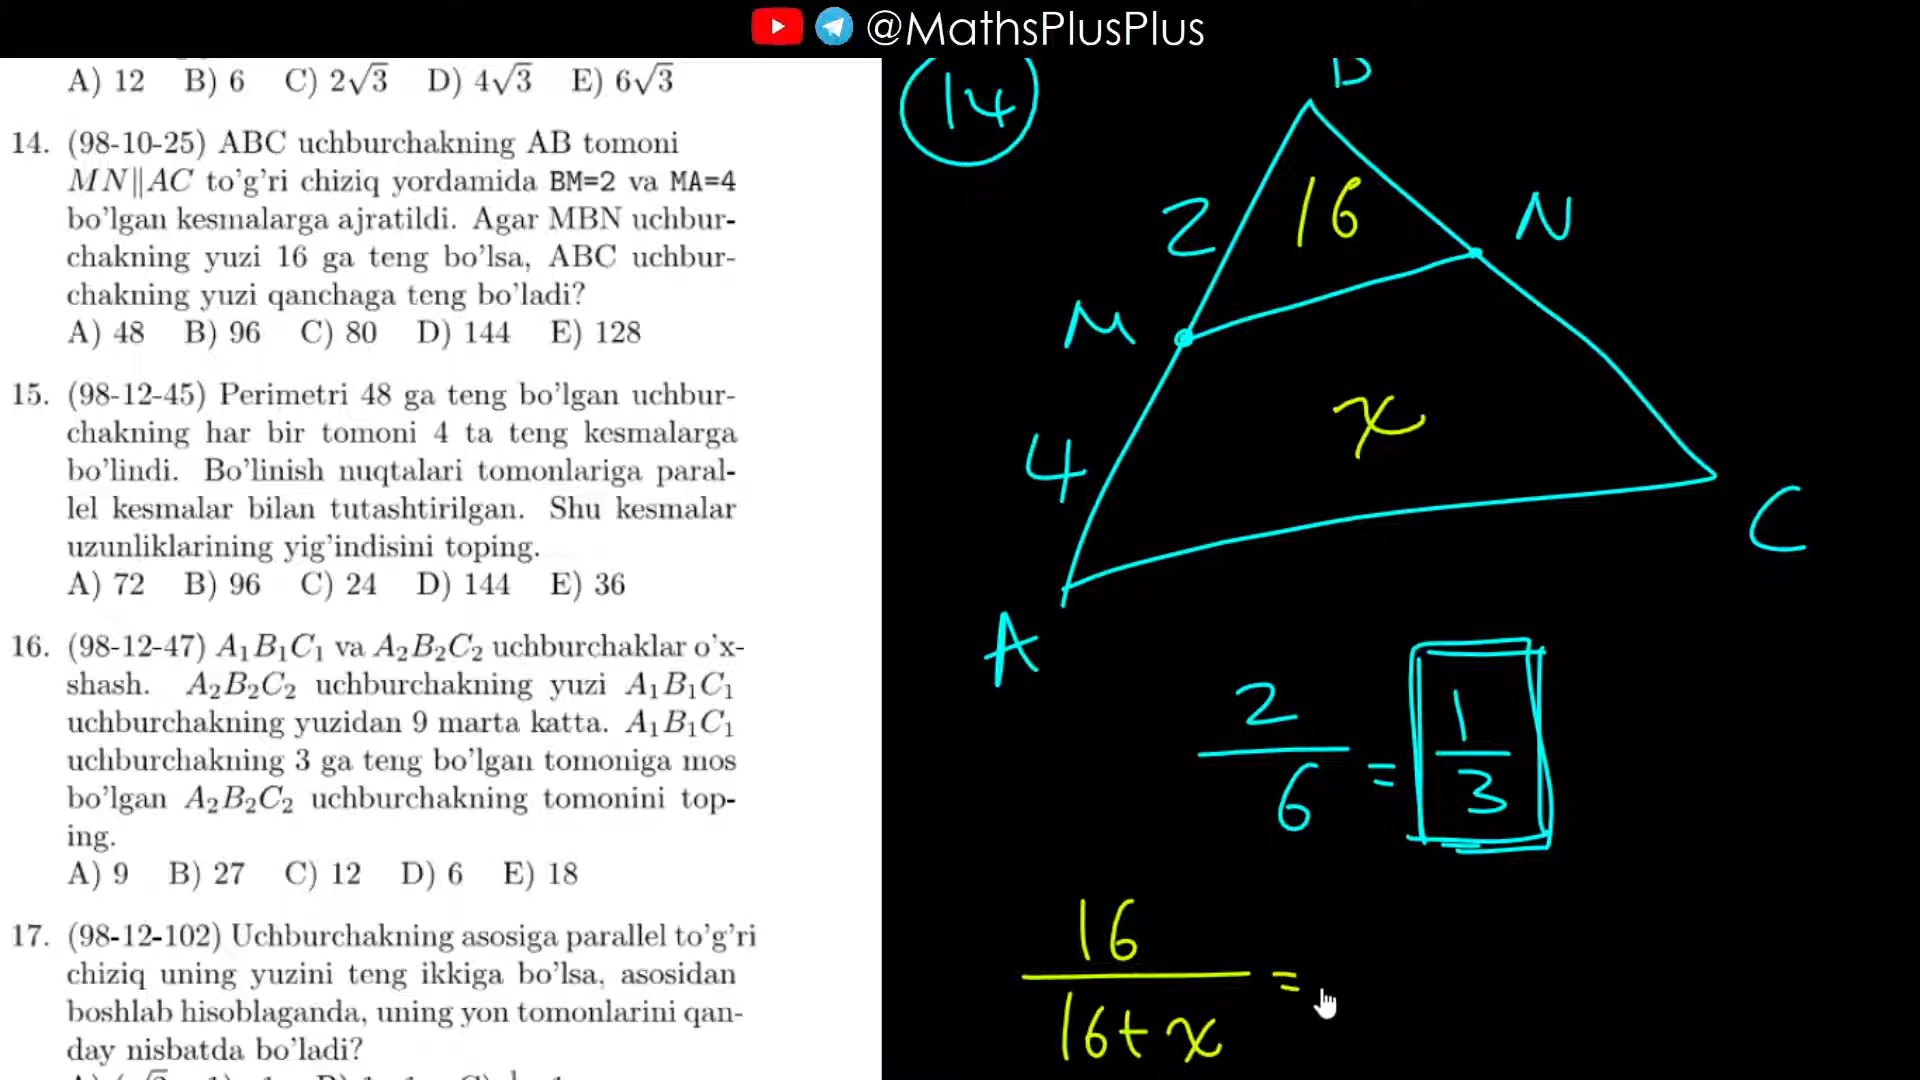 @MathsPlusPlus
A) 12 B) 6 C) 2√3 D) 4√3 E) 6√3
14. (98-10-25) ABC uchburchakning AB tomoni
MN∥AC to'g'ri chiziq yordamida BM=2 va MA=4
bo'lgan kesmalarga ajratildi. Agar MBN uchbur-
chakning yuzi 16 ga teng bo'lsa, ABC uchbur-
chakning yuzi qanchaga teng bo'ladi?
A) 48 B) 96 C) 80 D) 144 E) 128
15. (98-12-45) Perimetri 48 ga teng bo'lgan uchbur-
chakning har bir tomoni 4 ta teng kesmalarga
bo'lindi. Bo'linish nuqtalari tomonlariga paral-
lel kesmalar bilan tutashtirilgan. Shu kesmalar
uzunliklarining yig'indisini toping.
A) 72 B) 96 C) 24 D) 144 E) 36
16. (98-12-47) A₁B₁C₁ va A₂B₂C₂ uchburchaklar o'x-
shash. A₂B₂C₂ uchburchakning yuzi A₁B₁C₁
uchburchakning yuzidan 9 marta katta. A₁B₁C₁
uchburchakning 3 ga teng bo'lgan tomoniga mos
bo'lgan A₂B₂C₂ uchburchakning tomonini top-
ing.
A) 9 B) 27 C) 12 D) 6 E) 18
17. (98-12-102) Uchburchakning asosiga parallel to'g'ri
chiziq uning yuzini teng ikkiga bo'lsa, asosidan
boshlab hisoblaganda, uning yon tomonlarini qan-
day nisbatda bo'ladi?
14
2
16
N
M
x
4
C
A
2/6 = 1/3
16/(16+x) =